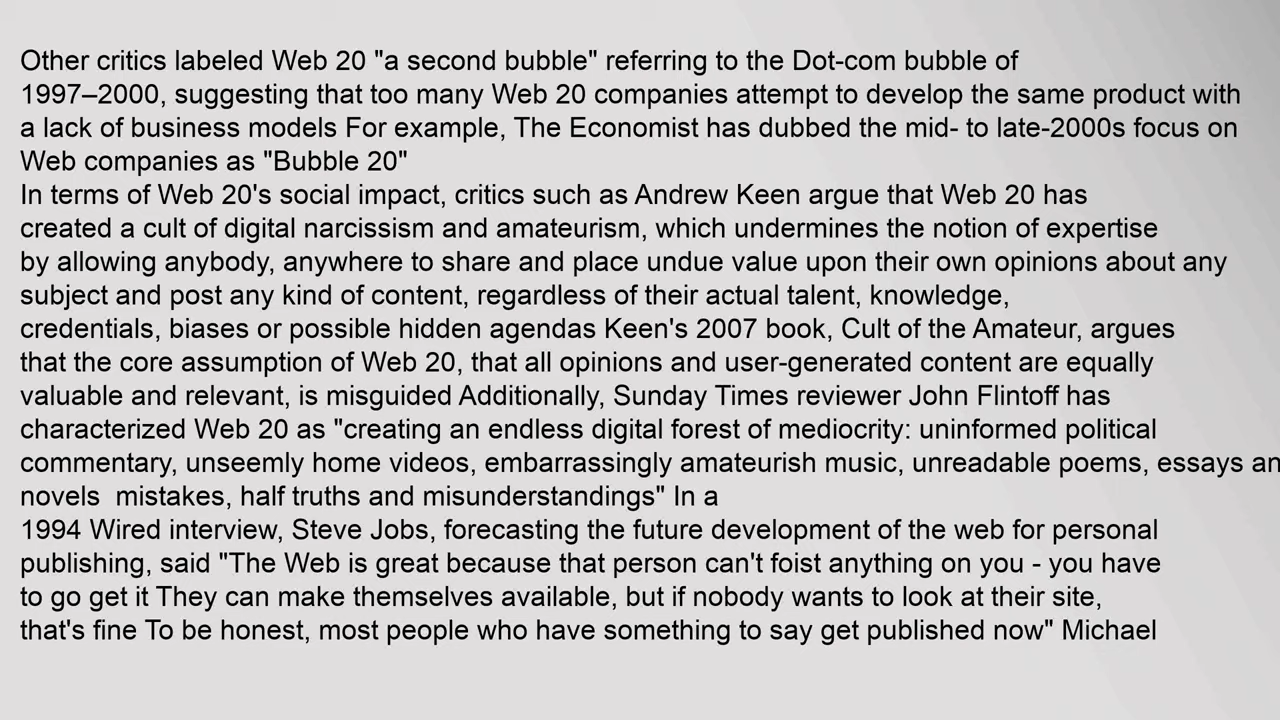 Other critics labeled Web 20 "a second bubble" referring to the Dot-com bubble of
1997–2000, suggesting that too many Web 20 companies attempt to develop the same product with
a lack of business models For example, The Economist has dubbed the mid- to late-2000s focus on
Web companies as "Bubble 20"
In terms of Web 20's social impact, critics such as Andrew Keen argue that Web 20 has
created a cult of digital narcissism and amateurism, which undermines the notion of expertise
by allowing anybody, anywhere to share and place undue value upon their own opinions about any
subject and post any kind of content, regardless of their actual talent, knowledge,
credentials, biases or possible hidden agendas Keen's 2007 book, Cult of the Amateur, argues
that the core assumption of Web 20, that all opinions and user-generated content are equally
valuable and relevant, is misguided Additionally, Sunday Times reviewer John Flintoff has
characterized Web 20 as "creating an endless digital forest of mediocrity: uninformed political
commentary, unseemly home videos, embarrassingly amateurish music, unreadable poems, essays an
novels  mistakes, half truths and misunderstandings" In a
1994 Wired interview, Steve Jobs, forecasting the future development of the web for personal
publishing, said "The Web is great because that person can't foist anything on you - you have
to go get it They can make themselves available, but if nobody wants to look at their site,
that's fine To be honest, most people who have something to say get published now" Michael